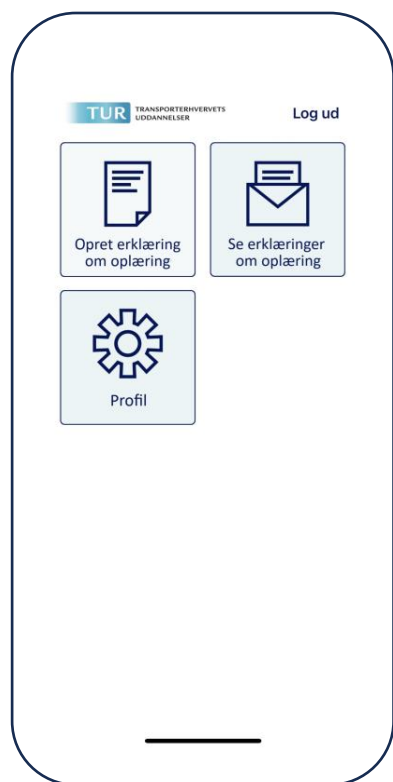 TUR TRANSPORTERHVERVETS
UDDANNELSER
Log ud
Opret erklæring
om oplæring
Se erklæringer
om oplæring
Profil